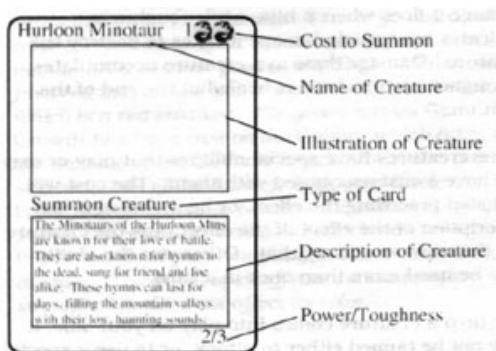 Hurloon Minotaur 1
Cost to Summon
Name of Creature
Illustration of Creature
Summon Creature
Type of Card
The Minotaurs of the Hurloon Mtn
are known for their love of battle.
They are also known for hymns to
the dead, sung for friend and foe
alike. These hymns can last for
days, filling the mountain valleys
with their low, haunting sounds.
Description of Creature
2/3
Power/Toughness